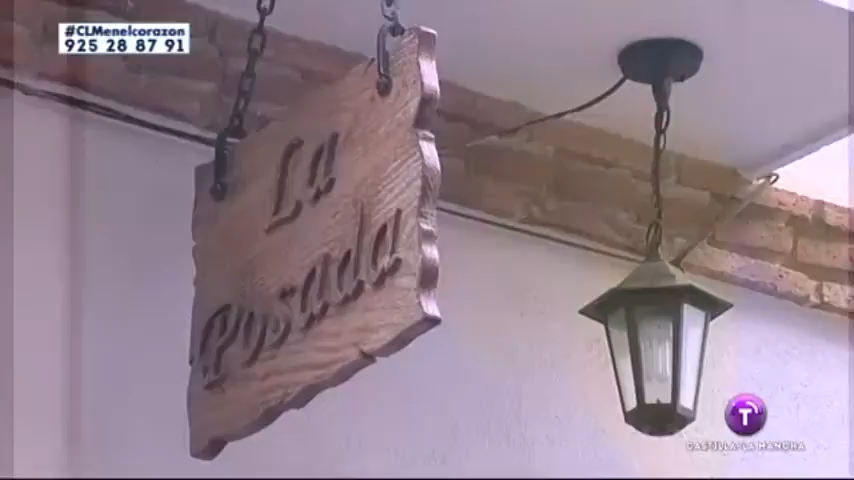 #CLMenelcorazon
925 28 87 91
La
Posada
T
CASTILLA-LA MANCHA